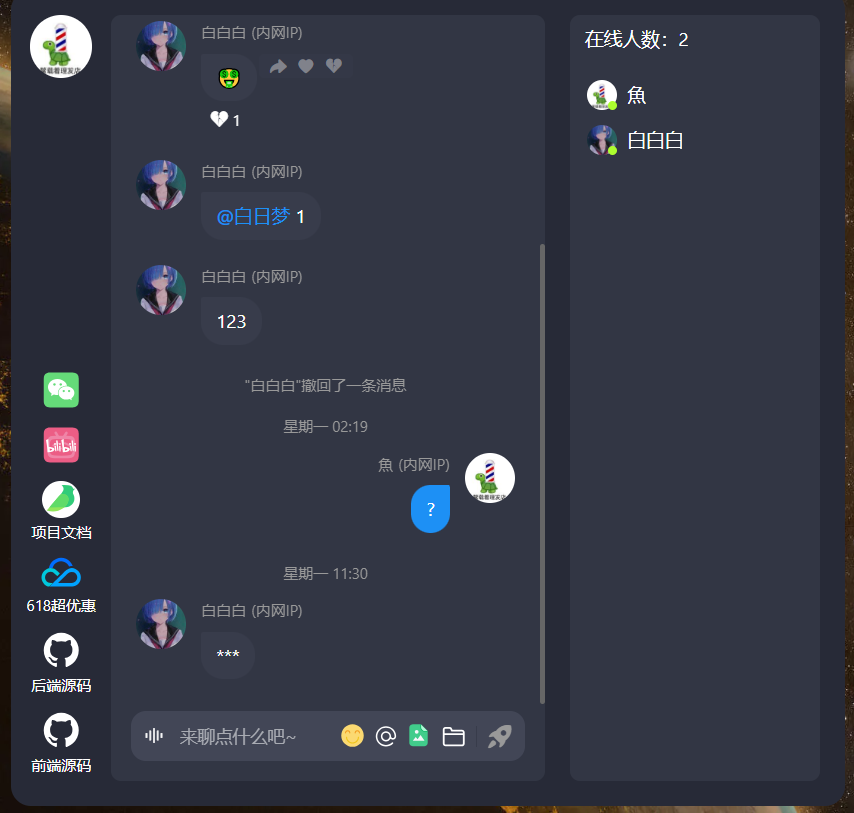 白白白 (内网IP)
1
白白白 (内网IP)
@白日梦 1
白白白 (内网IP)
123
"白白白"撤回了一条消息
星期一 02:19
魚 (内网IP)
?
星期一 11:30
白白白 (内网IP)
***
来聊点什么吧~
bilibili
项目文档
618超优惠
后端源码
前端源码
在线人数：2
魚
白白白